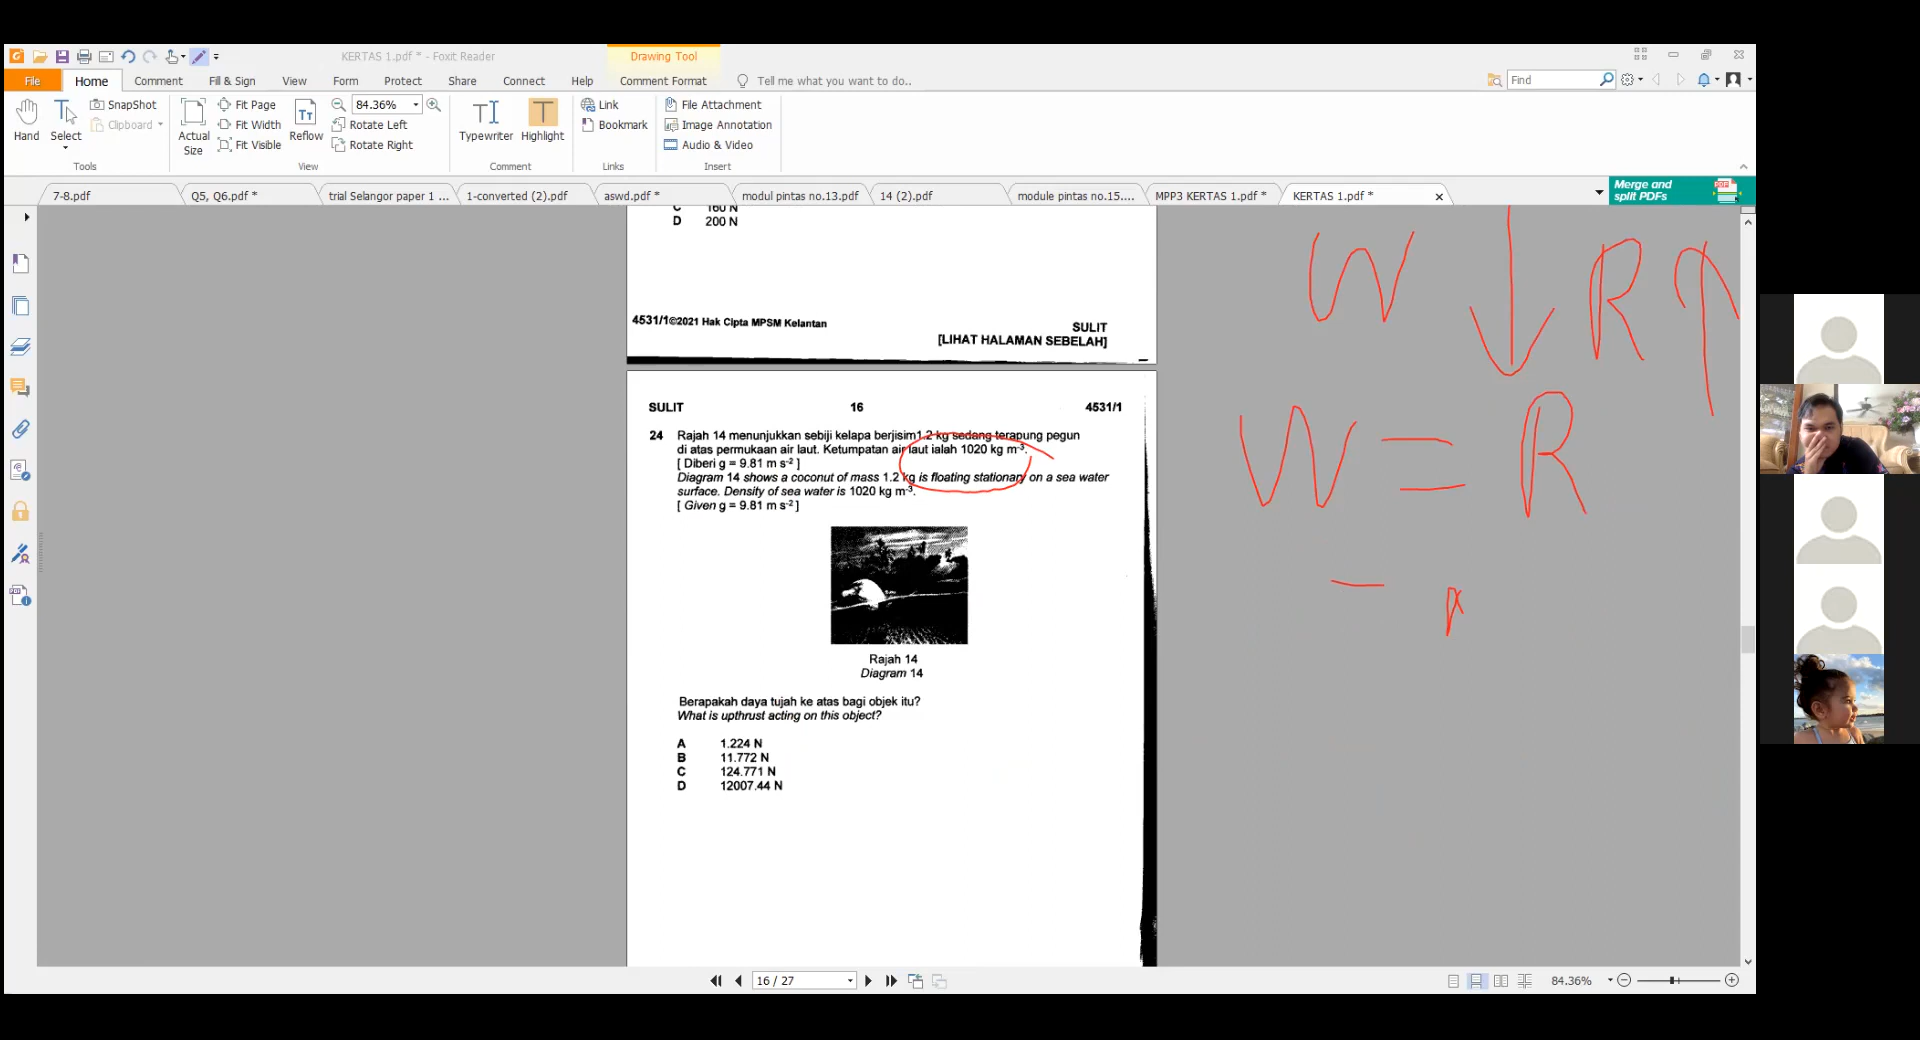 KERTAS 1.pdf * - Foxit Reader
Drawing Tool
File
Home
Comment
Fill & Sign
View
Form
Protect
Share
Connect
Help
Comment Format
Tell me what you want to do..
Find
Hand
Select
SnapShot
Clipboard
Tools
Actual
Size
Fit Page
Fit Width
Fit Visible
Reflow
84.36%
Rotate Left
Rotate Right
View
Typewriter
Highlight
Comment
Link
Bookmark
Links
File Attachment
Image Annotation
Audio & Video
Insert
7-8.pdf
Q5, Q6.pdf *
trial Selangor paper 1 ...
1-converted (2).pdf
aswd.pdf *
modul pintas no.13.pdf
14 (2).pdf
module pintas no.15....
MPP3 KERTAS 1.pdf *
KERTAS 1.pdf *
Merge and
split PDFs
C 160 N
D 200 N
4531/1©2021 Hak Cipta MPSM Kelantan
SULIT
[LIHAT HALAMAN SEBELAH]
SULIT 16 4531/1
24 Rajah 14 menunjukkan sebiji kelapa berjisim1.2 kg sedang terapung pegun
di atas permukaan air laut. Ketumpatan air laut ialah 1020 kg m⁻³.
[ Diberi g = 9.81 m s⁻² ]
Diagram 14 shows a coconut of mass 1.2 kg is floating stationary on a sea water
surface. Density of sea water is 1020 kg m⁻³.
[ Given g = 9.81 m s⁻² ]
Rajah 14
Diagram 14
Berapakah daya tujah ke atas bagi objek itu?
What is upthrust acting on this object?
A 1.224 N
B 11.772 N
C 124.771 N
D 12007.44 N
W ↓ R ↑
W = R
16 / 27
84.36%